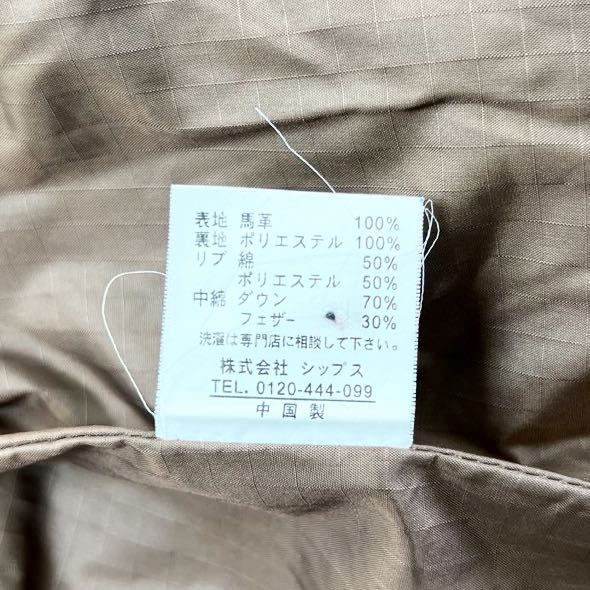 表地 馬革 100%
裏地 ポリエステル 100%
リブ 綿 50%
ポリエステル 50%
中綿 ダウン 70%
フェザー 30%
洗濯は専門店に相談して下さい。
株式会社 シップス
TEL. 0120-444-099
中国製